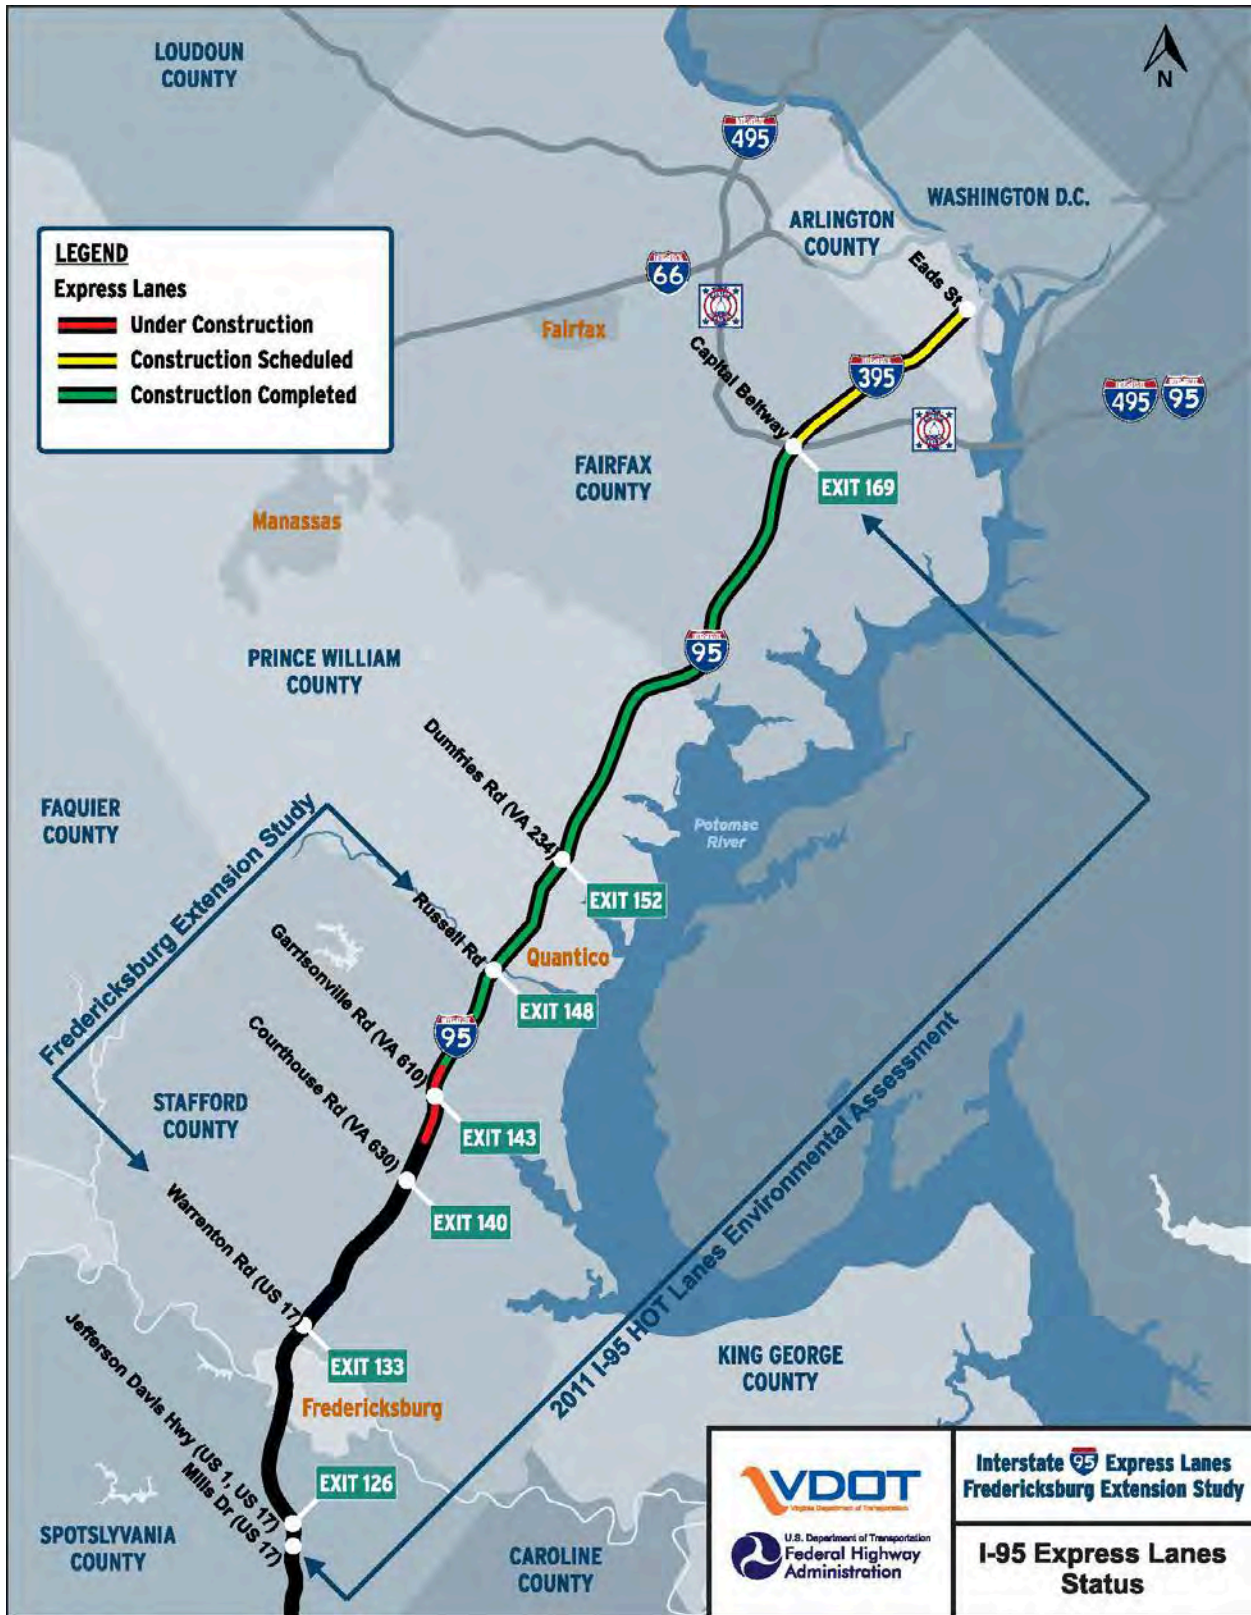 LOUDOUN
COUNTY
N
INTERSTATE
495
WASHINGTON D.C.
ARLINGTON
COUNTY
LEGEND
Express Lanes
Under Construction
Construction Scheduled
Construction Completed
INTERSTATE
66
Eads St
Fairfax
Capital Beltway
INTERSTATE
395
INTERSTATE
495
INTERSTATE
95
FAIRFAX
COUNTY
EXIT 169
Manassas
INTERSTATE
95
PRINCE WILLIAM
COUNTY
Dumfries Rd (VA 234)
FAQUIER
COUNTY
Potomac
River
Fredericksburg Extension Study
EXIT 152
Russell Rd
Quantico
Garrisonville Rd (VA 610)
EXIT 148
95
Courthouse Rd (VA 630)
STAFFORD
COUNTY
EXIT 143
2011 I-95 HOT Lanes Environmental Assessment
Warrenton Rd (US 17)
EXIT 140
Jefferson Davis Hwy (US 1, US 17)
Mills Dr (US 17)
EXIT 133
KING GEORGE
COUNTY
Fredericksburg
EXIT 126
SPOTSLYVANIA
COUNTY
CAROLINE
COUNTY
VDOT
Virginia Department of Transportation
U.S. Department of Transportation
Federal Highway
Administration
Interstate 95 Express Lanes
Fredericksburg Extension Study
I-95 Express Lanes
Status